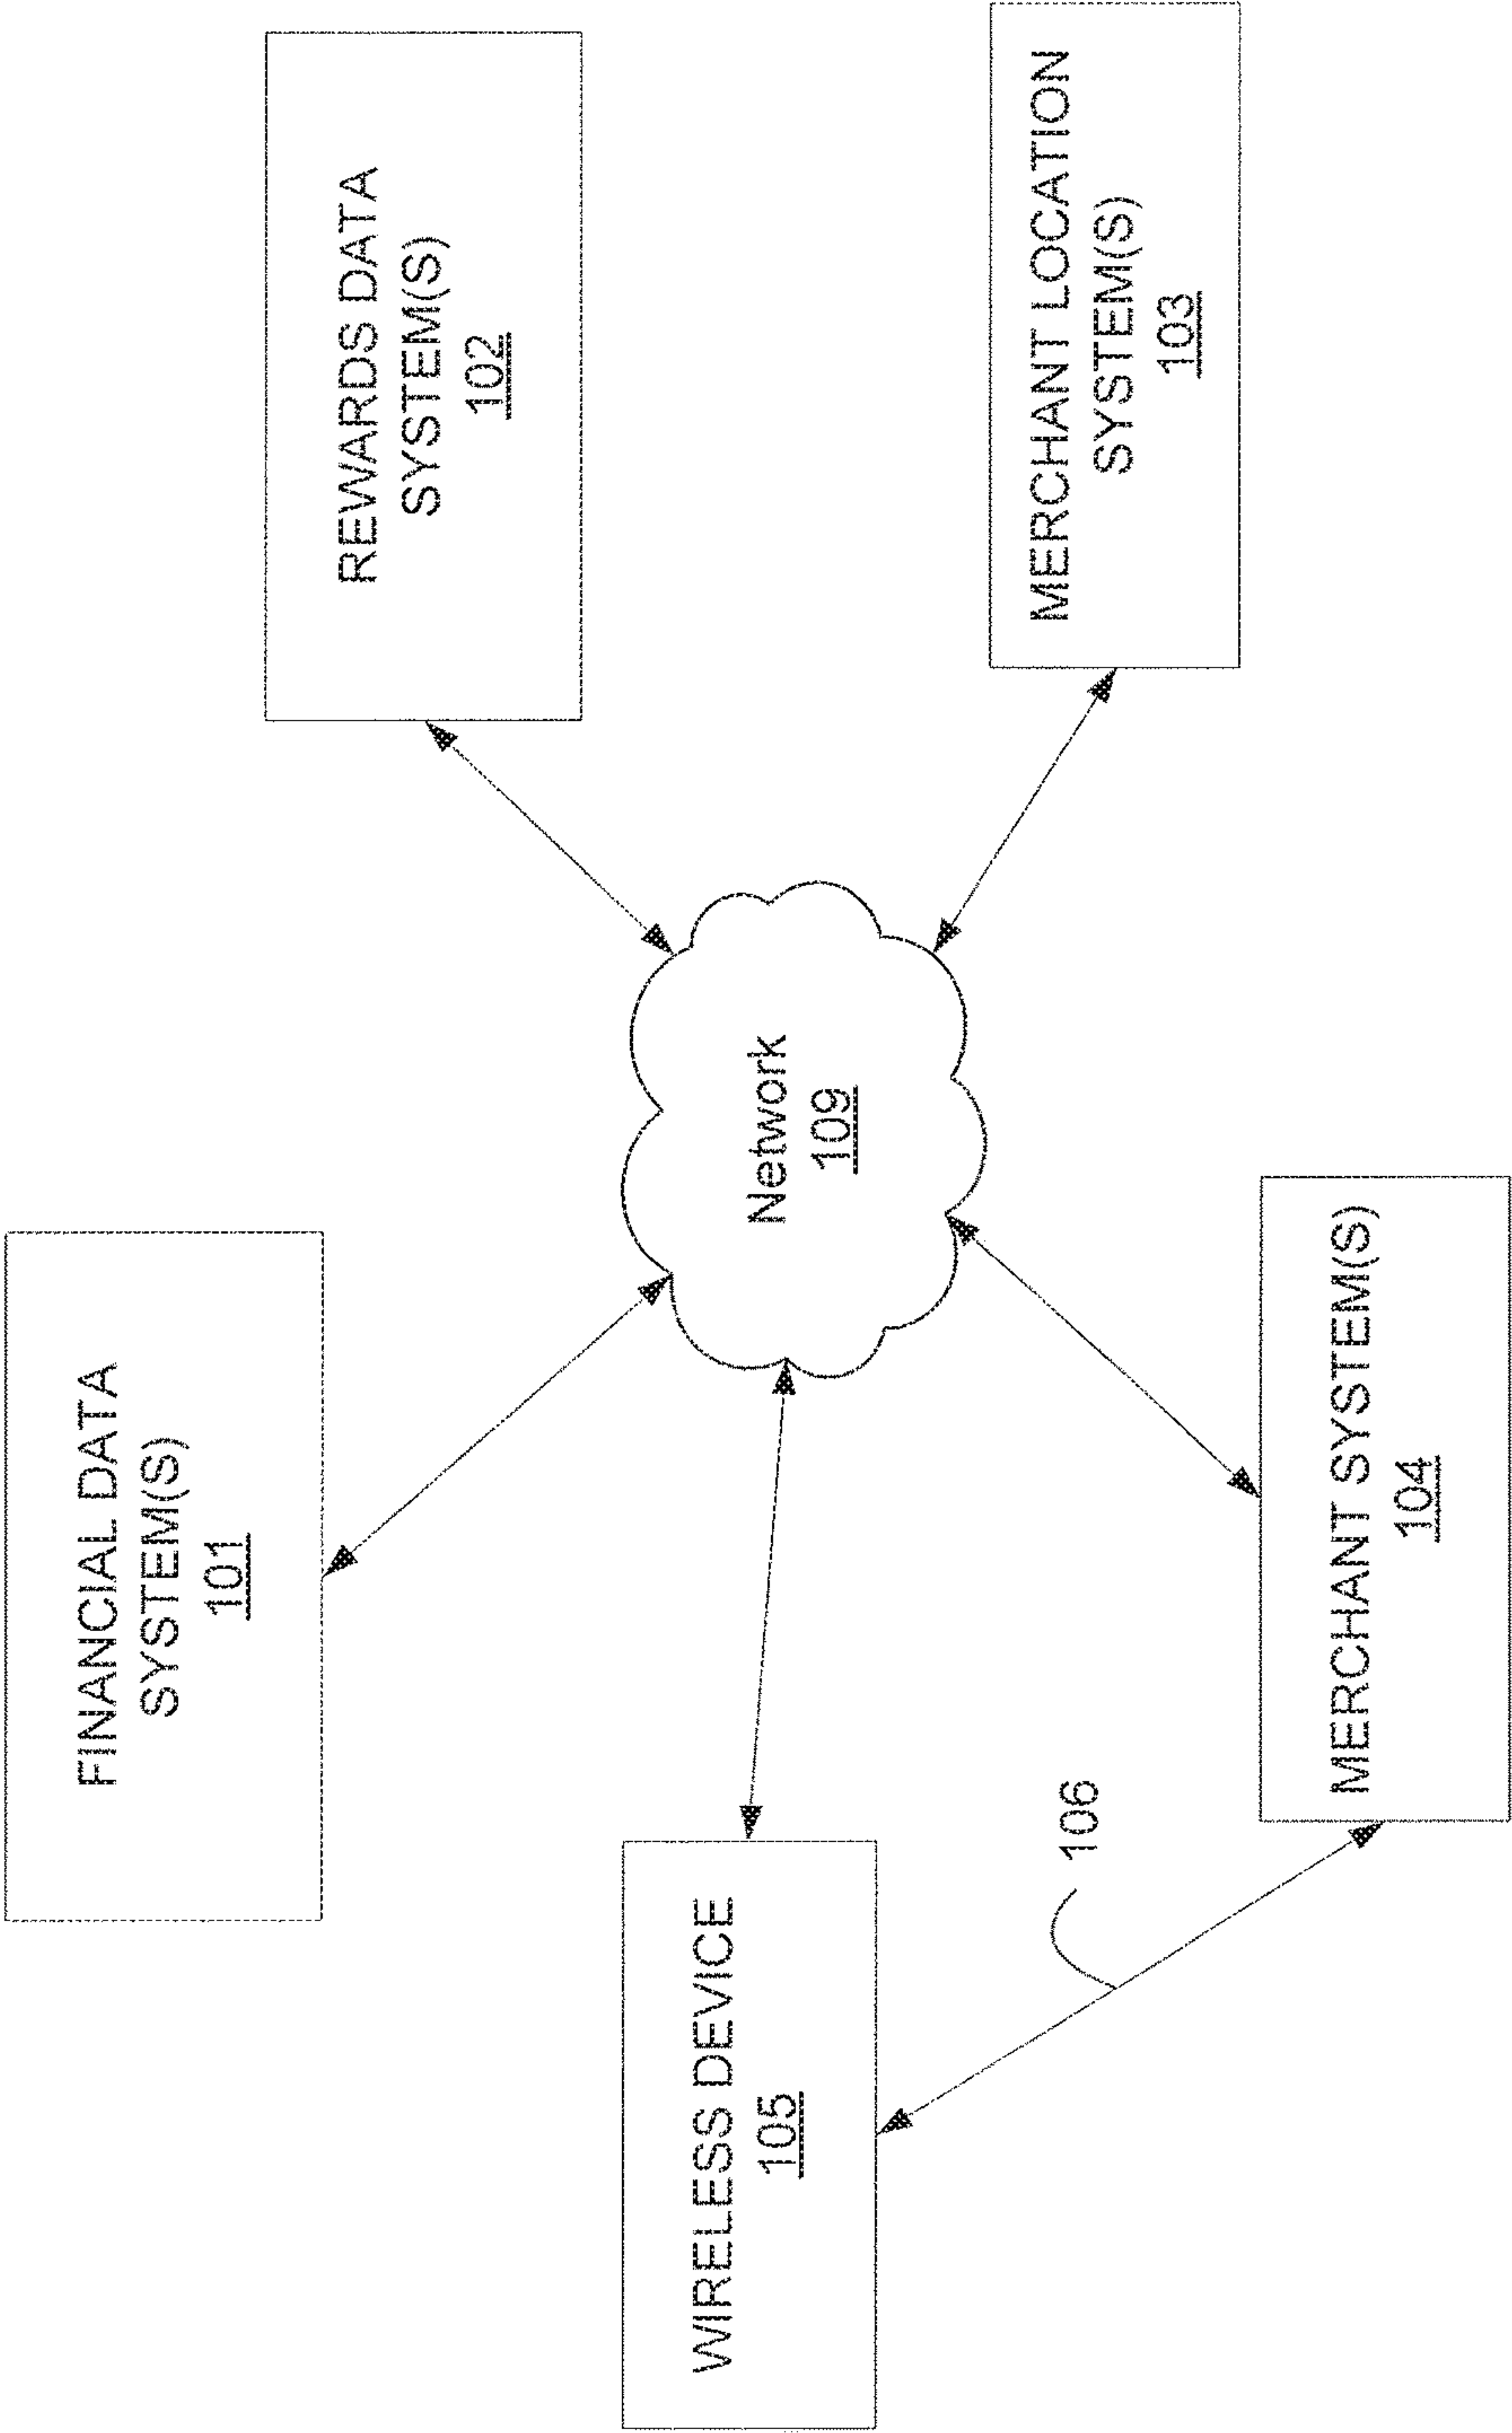 FINANCIAL DATA
SYSTEM(S)
101
REWARDS DATA
SYSTEM(S)
102
Network
109
WIRELESS DEVICE
105
106
MERCHANT LOCATION
SYSTEM(S)
103
MERCHANT SYSTEM(S)
104